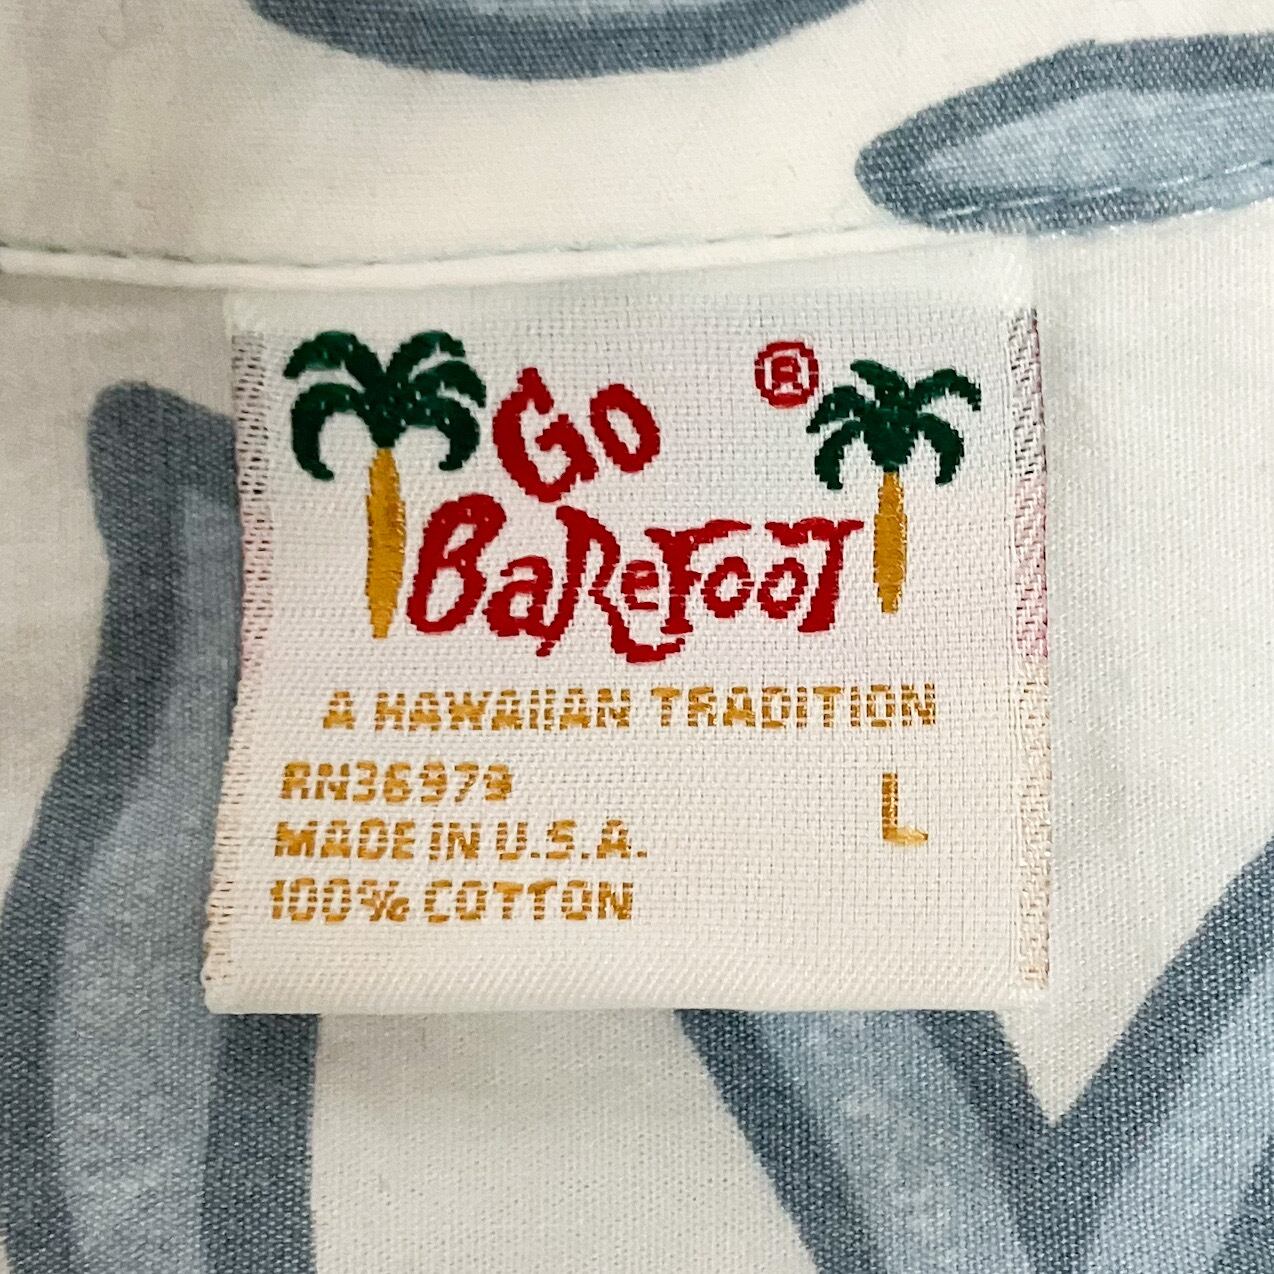 Go ®
BaReFooT
A HAWAIIAN TRADITION
RN36979 L
MADE IN U.S.A.
100% COTTON